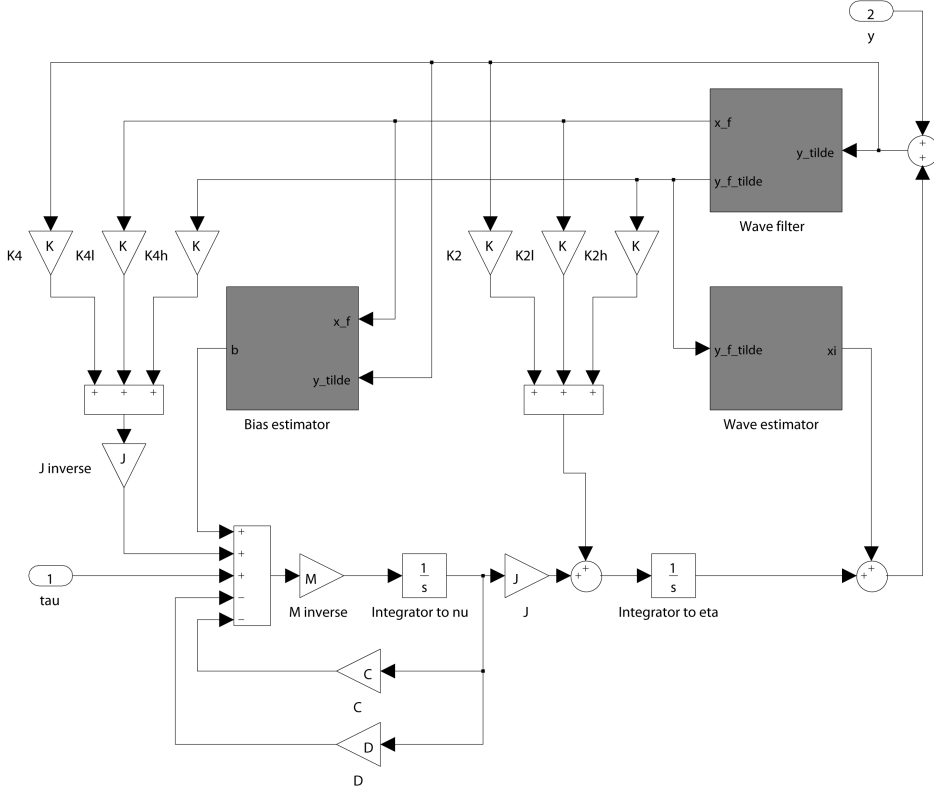 2
y
x_f
y_tilde
y_f_tilde
Wave filter
+
+
K
K4
K
K4l
K
K4h
K
K2
K
K2l
K
K2h
x_f
b
y_tilde
Bias estimator
y_f_tilde
xi
Wave estimator
+ + +
+ + +
J
J inverse
+
+
+
−
−
1
tau
M
M inverse
1
s
Integrator to nu
J
J
+
+
1
s
Integrator to eta
+
+
C
C
D
D